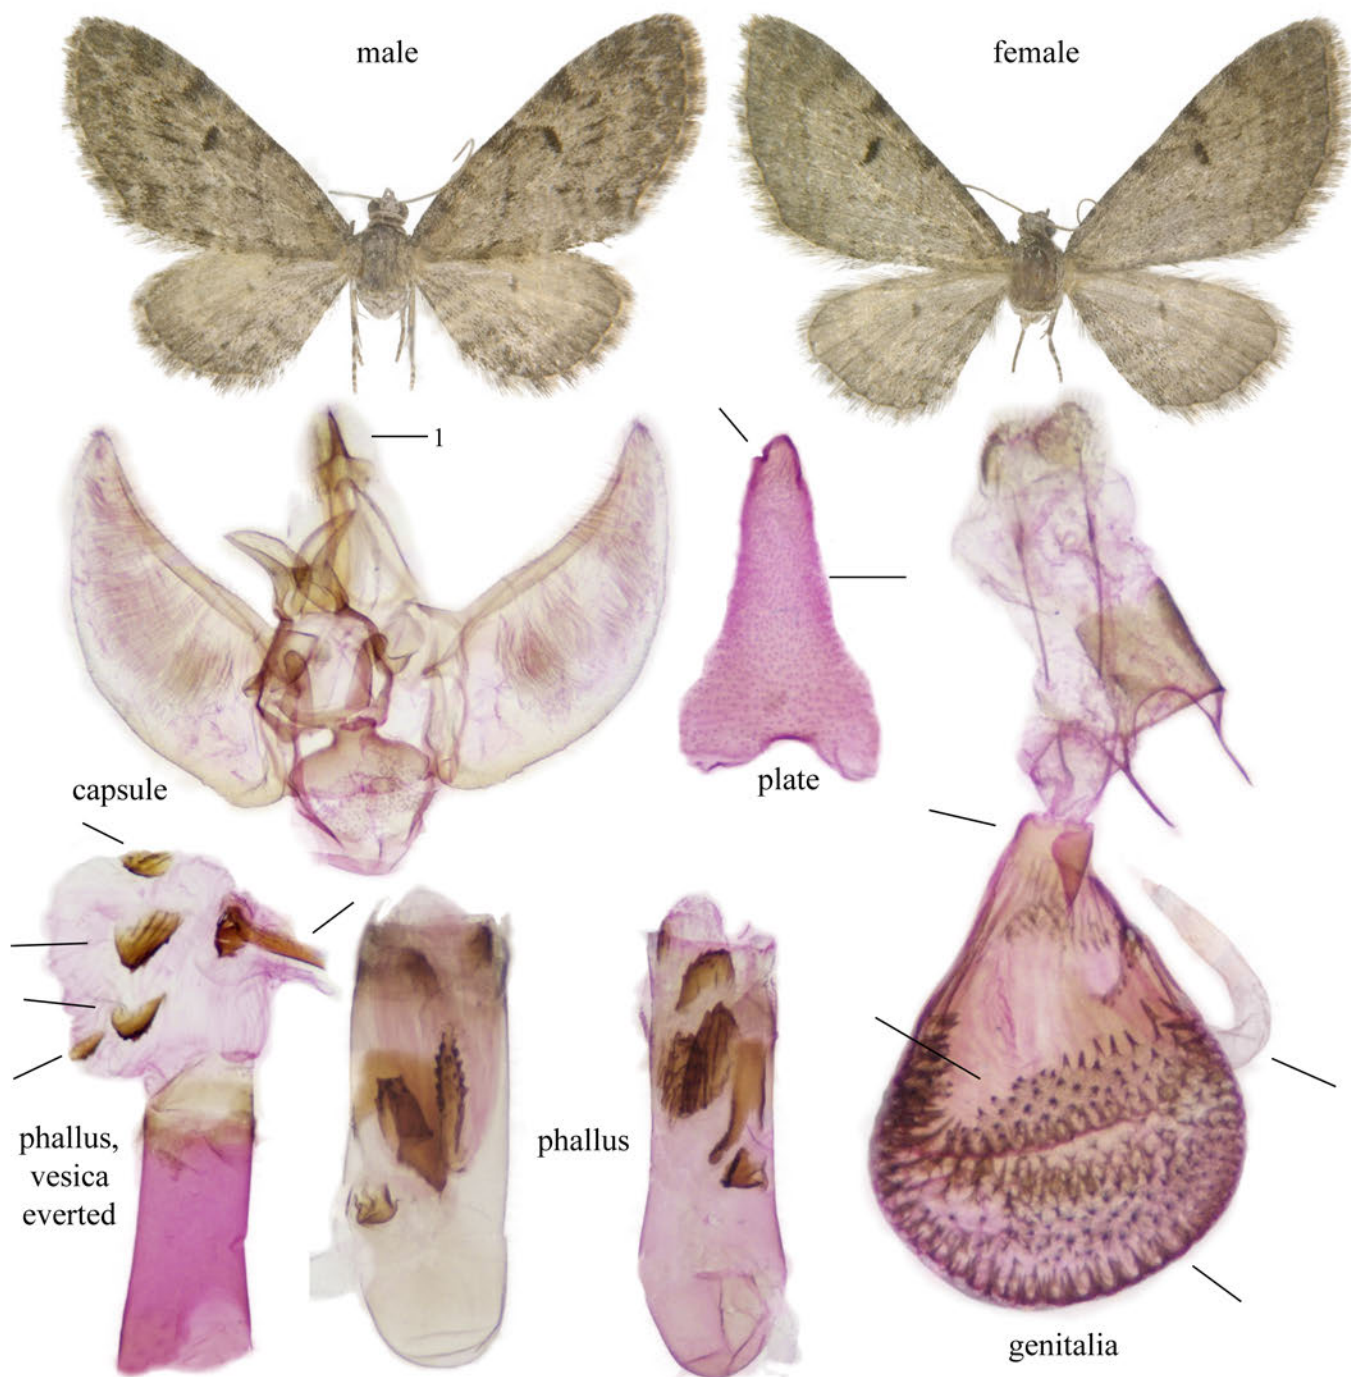 male
female
1
capsule
plate
phallus,
vesica
everted
phallus
genitalia